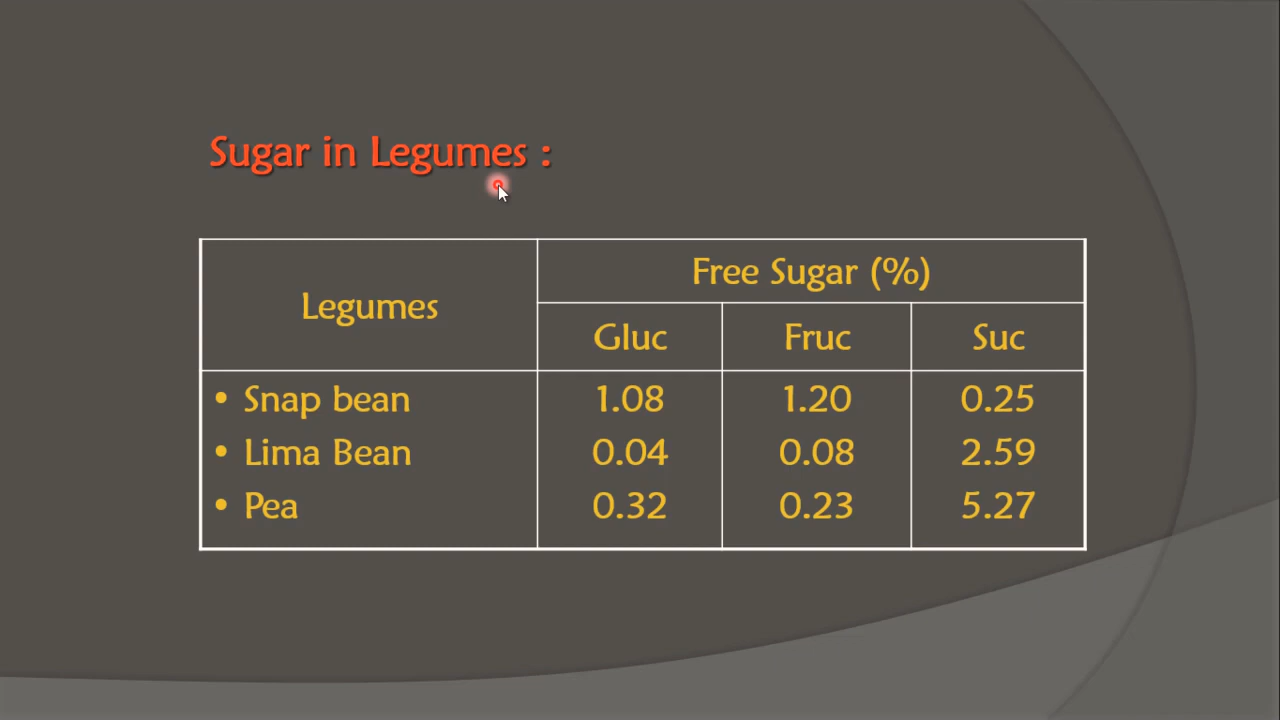 Sugar in Legumes :
Legumes
Free Sugar (%)
Gluc Fruc Suc
• Snap bean 1.08 1.20 0.25
• Lima Bean 0.04 0.08 2.59
• Pea 0.32 0.23 5.27